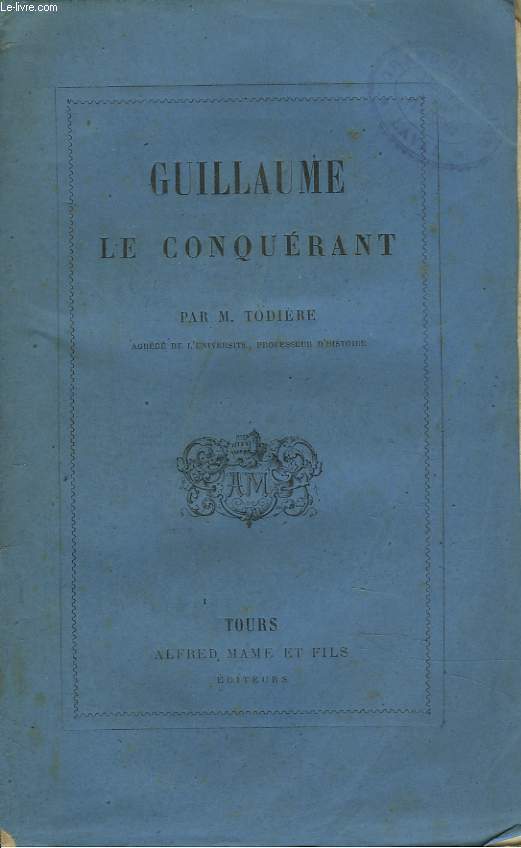 Le-livre.com
GUILLAUME
LE CONQUÉRANT
PAR M. TODIÈRE
AGRÉGÉ DE L'UNIVERSITÉ, PROFESSEUR D'HISTOIRE
AM
TOURS
ALFRED MAME ET FILS
ÉDITEURS